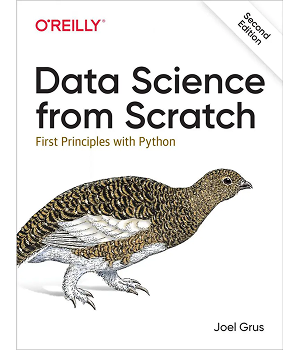 O'REILLY®
Second
Edition
Data Science
from Scratch
First Principles with Python
Joel Grus